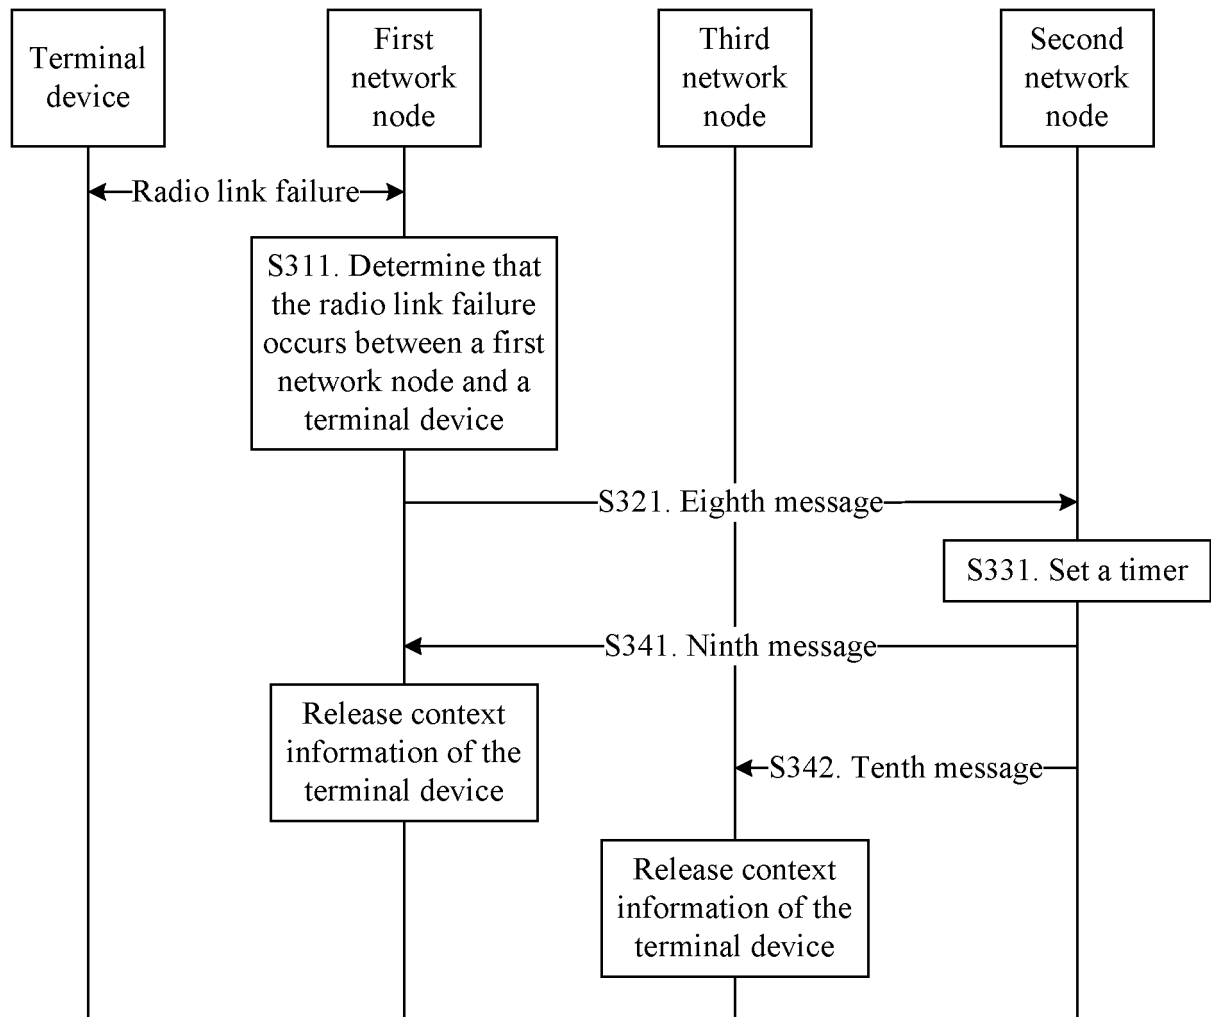 Terminal
device
First
network
node
Third
network
node
Second
network
node
Radio link failure
S311. Determine that
the radio link failure
occurs between a first
network node and a
terminal device
S321. Eighth message
S331. Set a timer
S341. Ninth message
Release context
information of the
terminal device
S342. Tenth message
Release context
information of the
terminal device